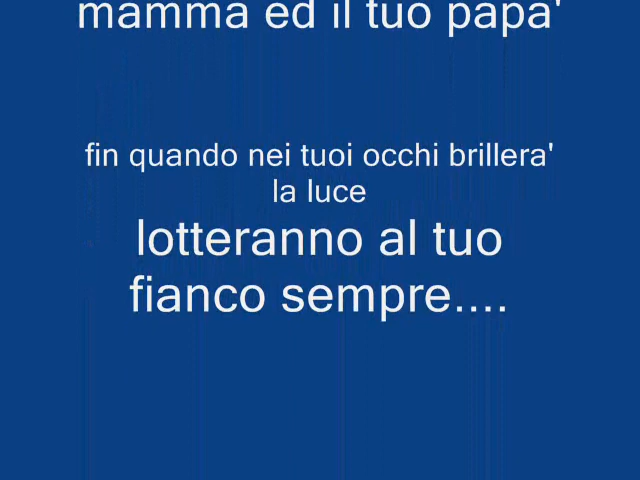 mamma ed il tuo papa'
fin quando nei tuoi occhi brillera'
la luce
lotteranno al tuo
fianco sempre....